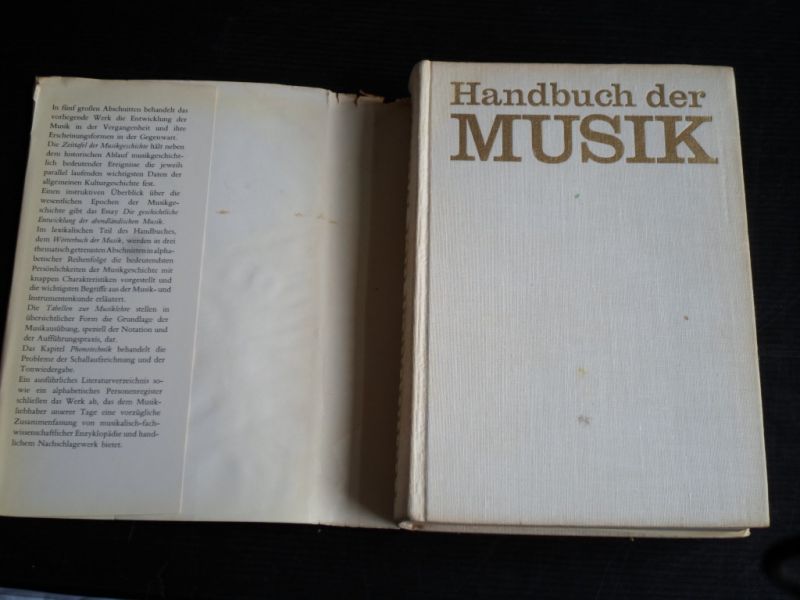 In fünf großen Abschnitten behandelt das
vorliegende Werk die Entwicklung der
Musik in der Vergangenheit und ihre
Erscheinungsformen in der Gegenwart.
Die Zeittafel der Musikgeschichte hält neben
dem historischen Ablauf musikgeschicht-
lich bedeutender Ereignisse die jeweils
parallel laufenden wichtigsten Daten der
allgemeinen Kulturgeschichte fest.
Einen instruktiven Überblick über die
wesentlichen Epochen der Musikge-
schichte gibt das Essay Die geschichtliche
Entwicklung der abendländischen Musik.
Im lexikalischen Teil des Handbuches,
dem Wörterbuch der Musik, werden in drei
thematisch getrennten Abschnitten in alpha-
betischer Reihenfolge die bedeutendsten
Persönlichkeiten der Musikgeschichte mit
knappen Charakteristiken vorgestellt und
die wichtigsten Begriffe aus der Musik- und
Instrumentenkunde erläutert.
Die Tabellen zur Musiklehre stellen in
übersichtlicher Form die Grundlage der
Musikausübung, speziell der Notation und
der Aufführungspraxis, dar.
Das Kapitel Phonotechnik behandelt die
Probleme der Schallaufzeichnung und der
Tonwiedergabe.
Ein ausführliches Literaturverzeichnis so-
wie ein alphabetisches Personenregister
schließen das Werk ab, das dem Musik-
liebhaber unserer Tage eine vorzügliche
Zusammenfassung von musikalisch-fach-
wissenschaftlicher Enzyklopädie und hand-
lichem Nachschlagewerk bietet.
Handbuch der
MUSIK